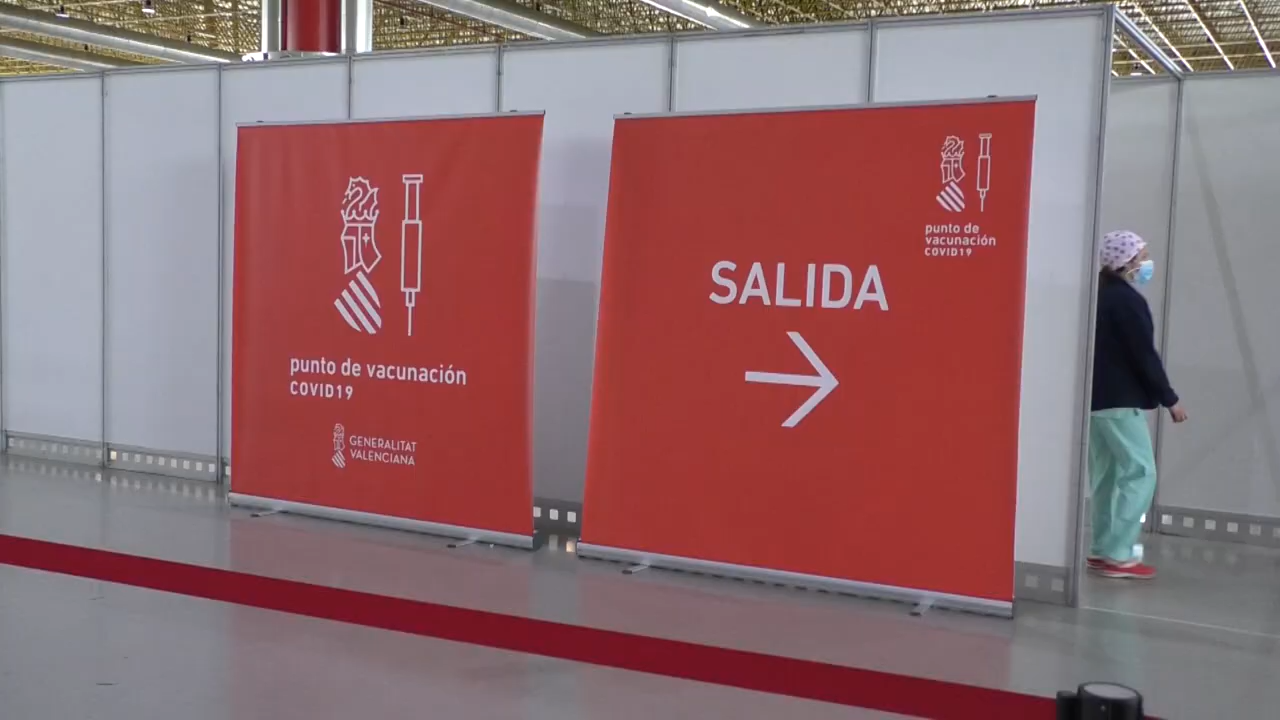 punto de vacunación
COVID19
GENERALITAT
VALENCIANA
SALIDA
punto de
vacunación
COVID19